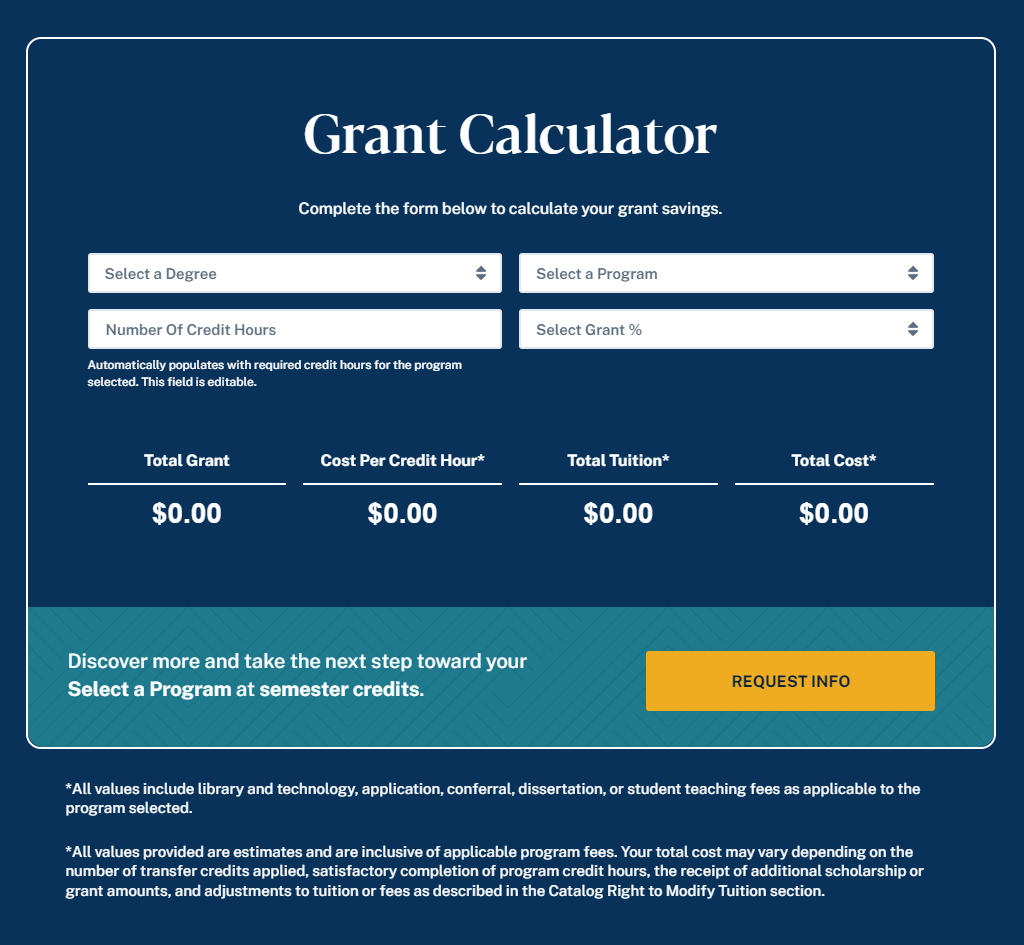 Grant Calculator
Complete the form below to calculate your grant savings.
Select a Degree
Select a Program
Number Of Credit Hours
Select Grant %
Automatically populates with required credit hours for the program
selected. This field is editable.
Total Grant
Cost Per Credit Hour*
Total Tuition*
Total Cost*
$0.00
$0.00
$0.00
$0.00
Discover more and take the next step toward your
Select a Program at semester credits.
REQUEST INFO
*All values include library and technology, application, conferral, dissertation, or student teaching fees as applicable to the
program selected.
*All values provided are estimates and are inclusive of applicable program fees. Your total cost may vary depending on the
number of transfer credits applied, satisfactory completion of program credit hours, the receipt of additional scholarship or
grant amounts, and adjustments to tuition or fees as described in the Catalog Right to Modify Tuition section.